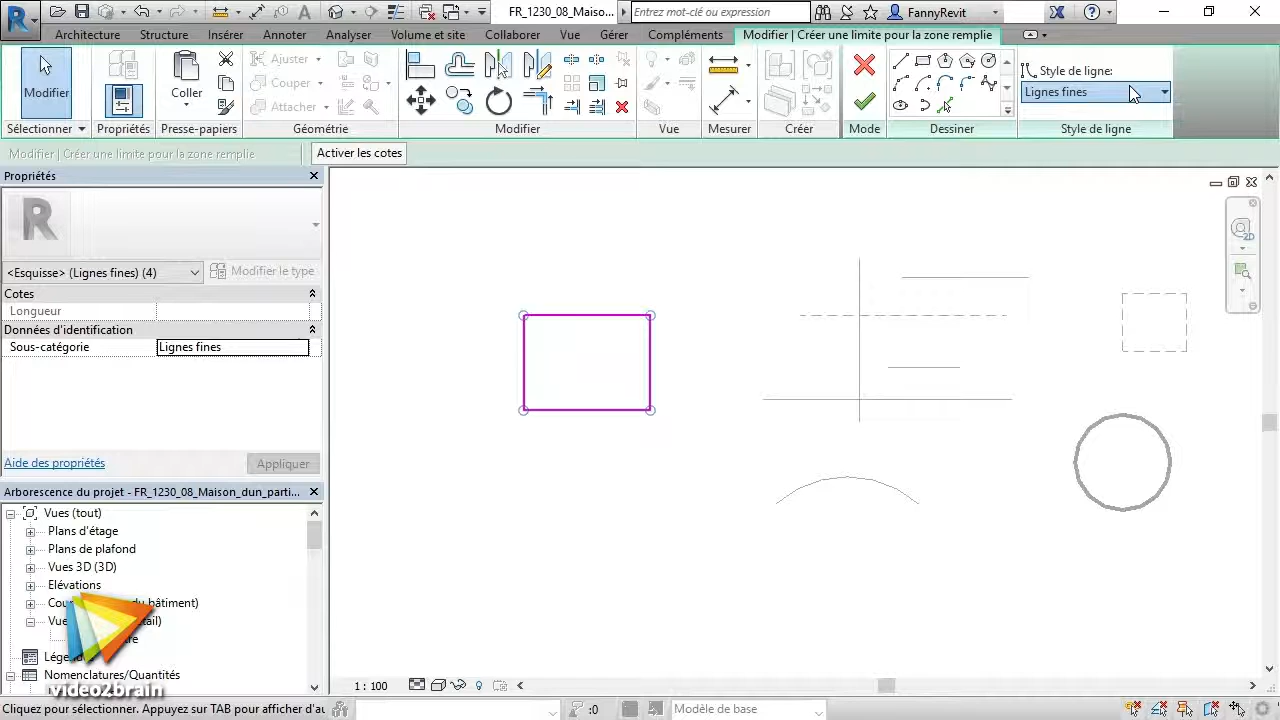 FR_1230_08_Maiso...
Entrez mot-clé ou expression
FannyRevit
Architecture
Structure
Insérer
Annoter
Analyser
Volume et site
Collaborer
Vue
Gérer
Compléments
Modifier | Créer une limite pour la zone remplie
Modifier
Coller
Ajuster
Couper
Attacher
Style de ligne:
Lignes fines
Sélectionner
Propriétés
Presse-papiers
Géométrie
Modifier
Vue
Mesurer
Créer
Mode
Dessiner
Style de ligne
Modifier | Créer une limite pour la zone remplie
Activer les cotes
Propriétés
R
<Esquisse> (Lignes fines) (4)
Modifier le type
Cotes
Longueur
Données d'identification
Sous-catégorie
Lignes fines
Aide des propriétés
Appliquer
2D
Arborescence du projet - FR_1230_08_Maison_dun_parti...
Vues (tout)
Plans d'étage
Plans de plafond
Vues 3D (3D)
Elévations
du bâtiment)
Nomenclatures/Quantités
video2brain
1 : 100
Cliquez pour sélectionner. Appuyez sur TAB pour afficher d'au
:0
Modèle de base